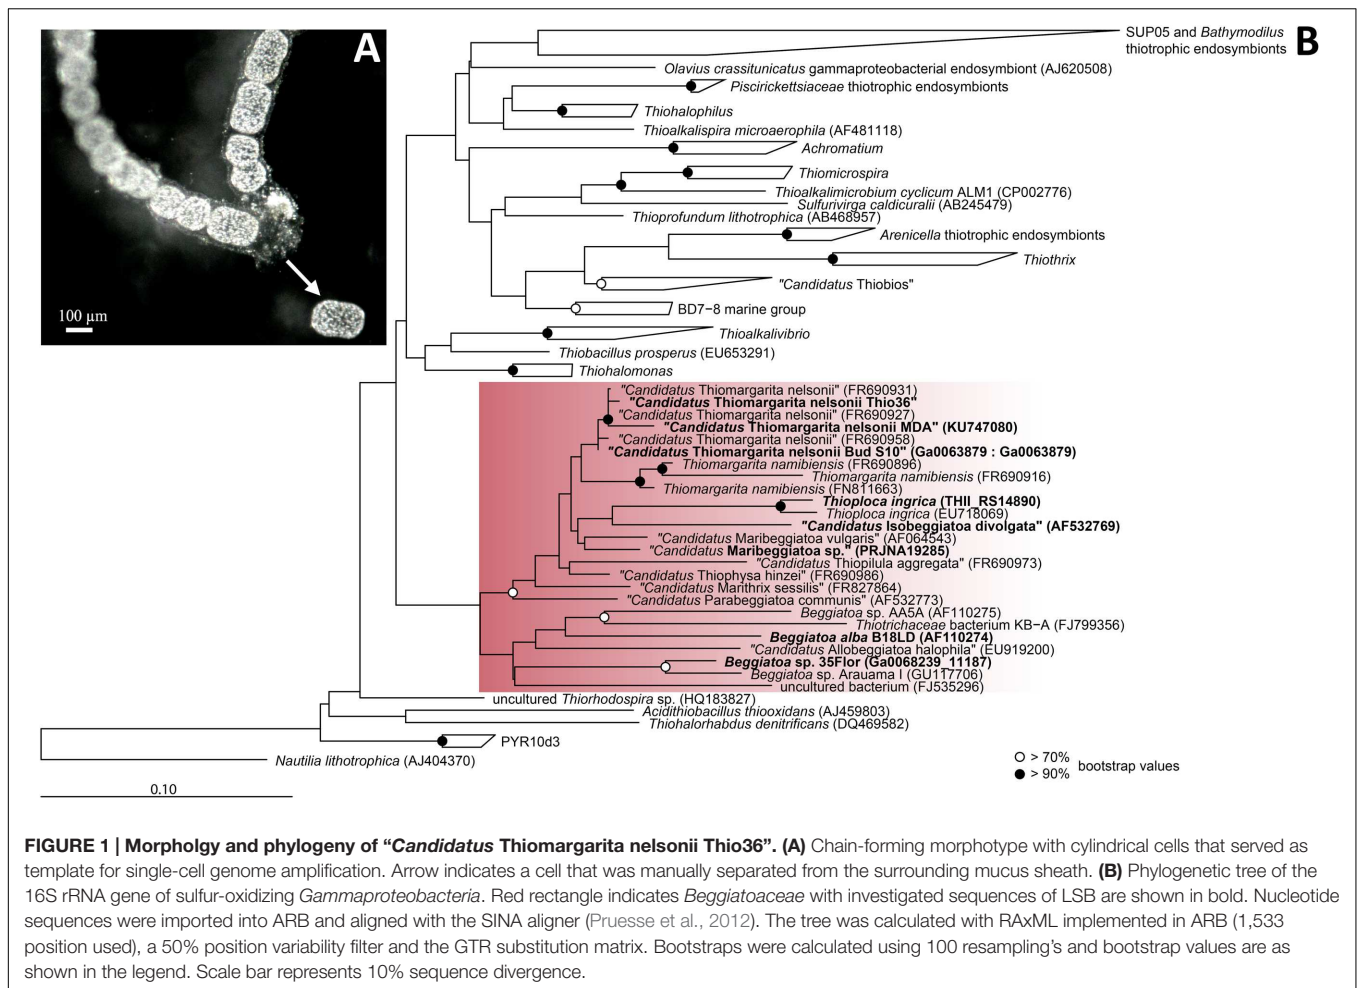 A
100 µm
B
SUP05 and Bathymodilus
thiotrophic endosymbionts
Olavius crassitunicatus gammaproteobacterial endosymbiont (AJ620508)
Piscirickettsiaceae thiotrophic endosymbionts
Thiohalophilus
Thioalkalispira microaerophila (AF481118)
Achromatium
Thiomicrospira
Thioalkalimicrobium cyclicum ALM1 (CP002776)
Sulfurivirga caldicuralii (AB245479)
Thioprofundum lithotrophica (AB468957)
Arenicella thiotrophic endosymbionts
Thiothrix
"Candidatus Thiobios"
BD7−8 marine group
Thioalkalivibrio
Thiobacillus prosperus (EU653291)
Thiohalomonas
"Candidatus Thiomargarita nelsonii" (FR690931)
"Candidatus Thiomargarita nelsonii Thio36"
"Candidatus Thiomargarita nelsonii" (FR690927)
"Candidatus Thiomargarita nelsonii MDA" (KU747080)
"Candidatus Thiomargarita nelsonii" (FR690958)
"Candidatus Thiomargarita nelsonii Bud S10" (Ga0063879 : Ga0063879)
Thiomargarita namibiensis (FR690896)
Thiomargarita namibiensis (FR690916)
Thiomargarita namibiensis (FN811663)
Thioploca ingrica (THII_RS14890)
Thioploca ingrica (EU718069)
"Candidatus Isobeggiatoa divolgata" (AF532769)
"Candidatus Maribeggiatoa vulgaris" (AF064543)
"Candidatus Maribeggiatoa sp." (PRJNA19285)
"Candidatus Thiopilula aggregata" (FR690973)
"Candidatus Thiophysa hinzei" (FR690986)
"Candidatus Marithrix sessilis" (FR827864)
"Candidatus Parabeggiatoa communis" (AF532773)
Beggiatoa sp. AA5A (AF110275)
Thiotrichaceae bacterium KB−A (FJ799356)
Beggiatoa alba B18LD (AF110274)
"Candidatus Allobeggiatoa halophila" (EU919200)
Beggiatoa sp. 35Flor (Ga0068239_11187)
Beggiatoa sp. Arauama I (GU117706)
uncultured bacterium (FJ535296)
uncultured Thiorhodospira sp. (HQ183827)
Acidithiobacillus thiooxidans (AJ459803)
Thiohalorhabdus denitrificans (DQ469582)
PYR10d3
Nautilia lithotrophica (AJ404370)
0.10
> 70%
> 90%
bootstrap values
FIGURE 1 | Morpholgy and phylogeny of “Candidatus Thiomargarita nelsonii Thio36”. (A) Chain-forming morphotype with cylindrical cells that served as
template for single-cell genome amplification. Arrow indicates a cell that was manually separated from the surrounding mucus sheath. (B) Phylogenetic tree of the
16S rRNA gene of sulfur-oxidizing Gammaproteobacteria. Red rectangle indicates Beggiatoaceae with investigated sequences of LSB are shown in bold. Nucleotide
sequences were imported into ARB and aligned with the SINA aligner (Pruesse et al., 2012). The tree was calculated with RAxML implemented in ARB (1,533
position used), a 50% position variability filter and the GTR substitution matrix. Bootstraps were calculated using 100 resampling’s and bootstrap values are as
shown in the legend. Scale bar represents 10% sequence divergence.